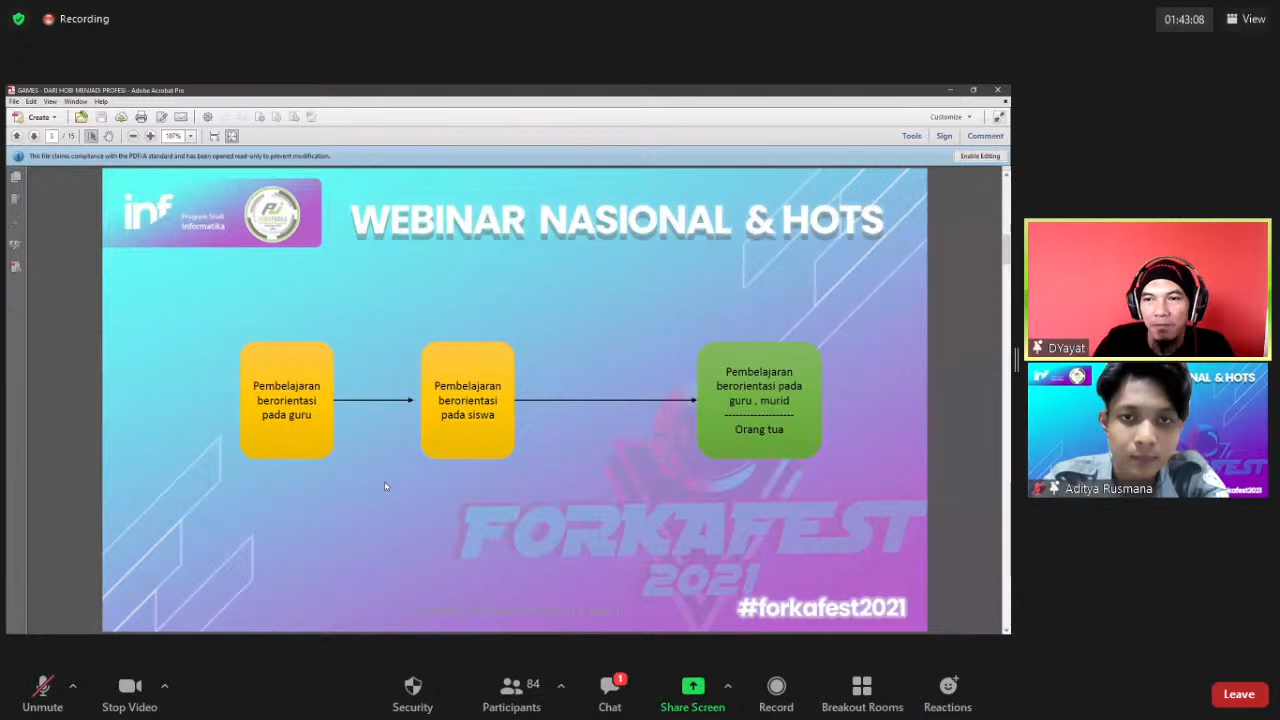 Recording
01:43:08
View
GAMES - DARI HOBI MENJADI PROFESI - Adobe Acrobat Pro
File Edit View Window Help
Create
Customize
3 / 15
107%
Tools Sign Comment
This file claims compliance with the PDF/A standard and has been opened read-only to prevent modification.
Enable Editing
inf
Program Studi
Informatika
WEBINAR NASIONAL & HOTS
Pembelajaran
berorientasi
pada guru
Pembelajaran
berorientasi
pada siswa
Pembelajaran
berorientasi pada
guru , murid
-------------------
Orang tua
FORKAFEST
2021
#forkafest2021
DYayat
NAL & HOTS
Aditya Rusmana
Unmute
Stop Video
Security
84
Participants
1
Chat
Share Screen
Record
Breakout Rooms
Reactions
Leave